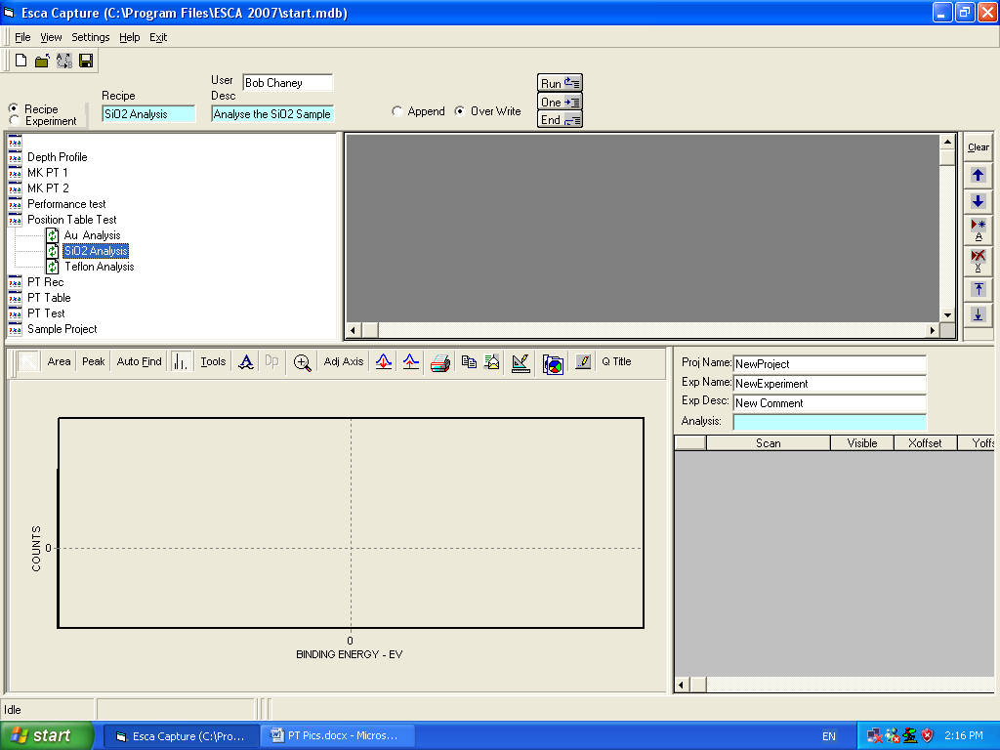 Esca Capture (C:\Program Files\ESCA 2007\start.mdb)
File View Settings Help Exit
User Bob Chaney
Recipe Desc
Recipe
Experiment
SiO2 Analysis Analyse the SiO2 Sample
Append Over Write
Run
One
End
Depth Profile
MK PT 1
MK PT 2
Performance test
Position Table Test
Au Analysis
SiO2 Analysis
Teflon Analysis
PT Rec
PT Table
PT Test
Sample Project
Clear
A
X
Area Peak Auto Find Tools A Dp Adj Axis Q Title
COUNTS
0
0
BINDING ENERGY - EV
Proj Name: NewProject
Exp Name: NewExperiment
Exp Desc: New Comment
Analysis:
Scan Visible Xoffset Yoffs
Idle
start Esca Capture (C:\Pro... PT Pics.docx - Micros... EN 2:16 PM